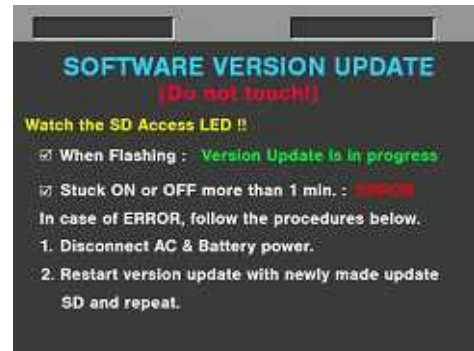 SOFTWARE VERSION UPDATE
(Do not touch!)
Watch the SD Access LED !!
When Flashing : Version Update is in progress
Stuck ON or OFF more than 1 min. : ERROR
In case of ERROR, follow the procedures below.
1. Disconnect AC & Battery power.
2. Restart version update with newly made update
SD and repeat.